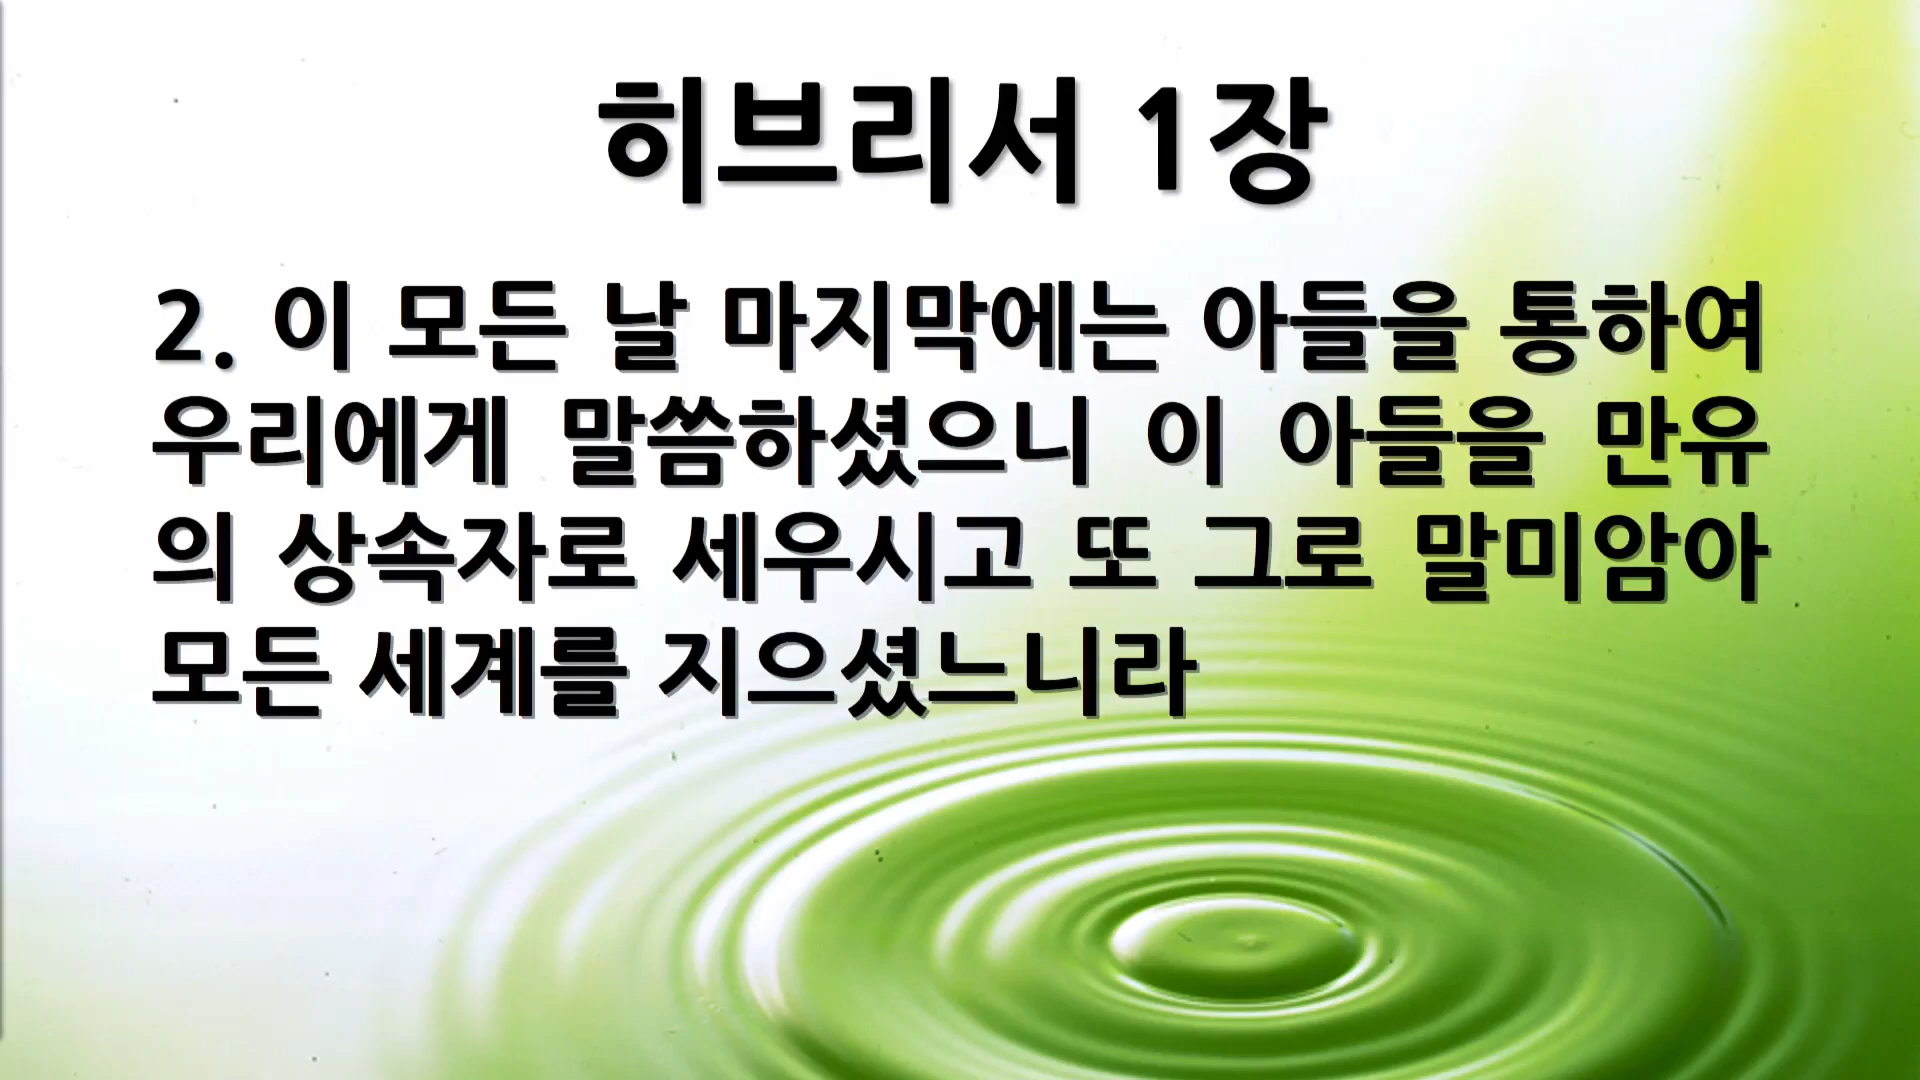 히브리서 1장
2. 이 모든 날 마지막에는 아들을 통하여
우리에게 말씀하셨으니 이 아들을 만유
의 상속자로 세우시고 또 그로 말미암아
모든 세계를 지으셨느니라